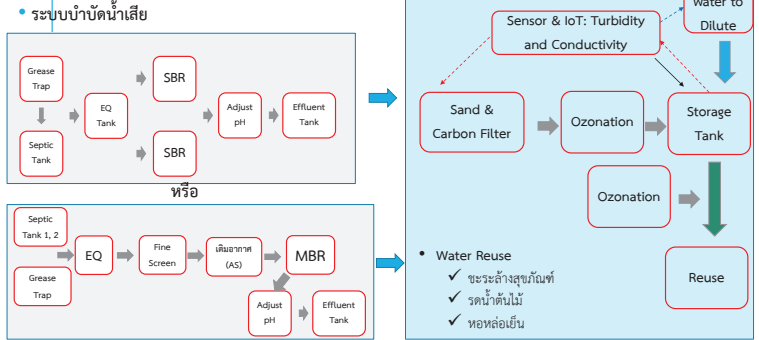 • ระบบบำบัดน้ำเสีย
Grease
Trap
Septic
Tank
EQ
Tank
SBR
SBR
Adjust
pH
Effluent
Tank
หรือ
Septic
Tank 1, 2
Grease
Trap
EQ
Fine
Screen
เติมอากาศ
(AS)
MBR
Adjust
pH
Effluent
Tank
Sensor & IoT: Turbidity
and Conductivity
Water to
Dilute
Sand &
Carbon Filter
Ozonation
Storage
Tank
Ozonation
Reuse
• Water Reuse
✓ ชะระล้างสุขภัณฑ์
✓ รดน้ำต้นไม้
✓ หอหล่อเย็น